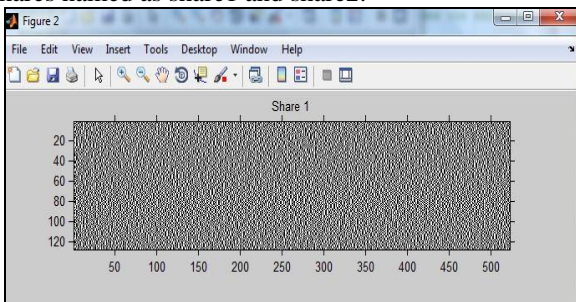 shares named as share1 and share2.
Figure 2
File Edit View Insert Tools Desktop Window Help
Share 1
20
40
60
80
100
120
50 100 150 200 250 300 350 400 450 500